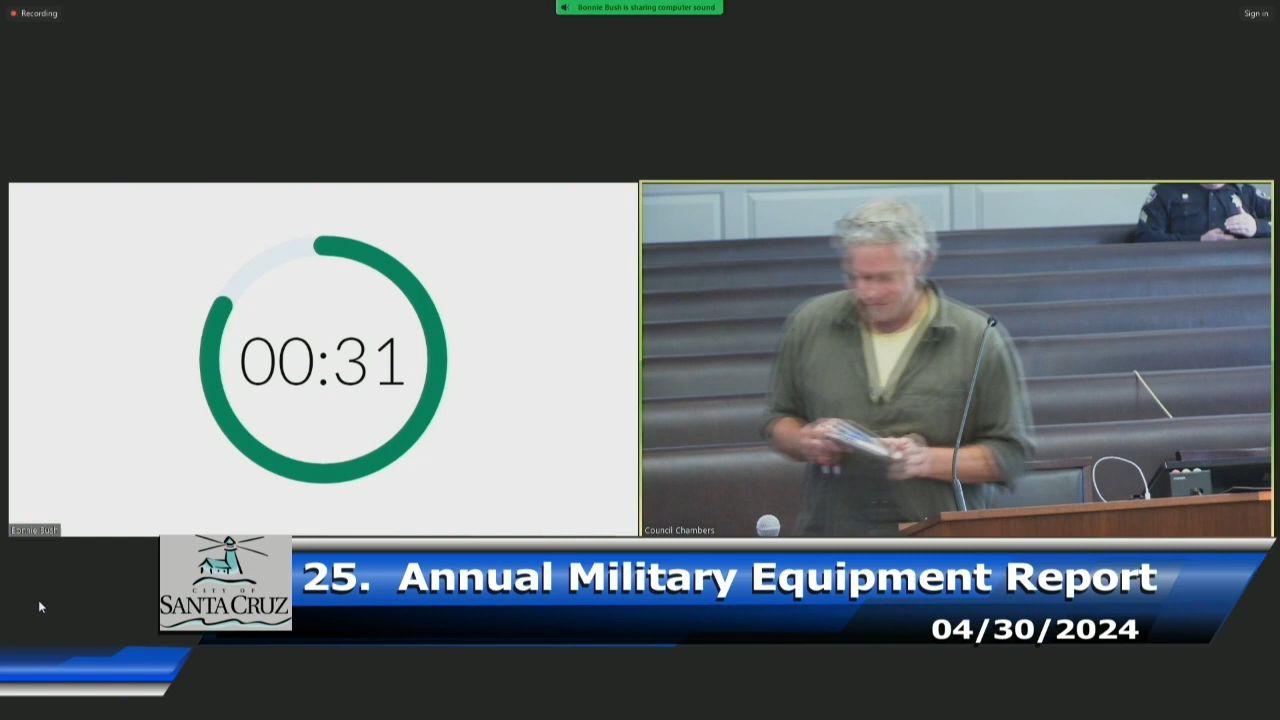 Recording
Bonnie Bush is sharing computer sound
Sign in
00:31
Bonnie Bush
Council Chambers
CITY OF
SANTA CRUZ
25. Annual Military Equipment Report
04/30/2024